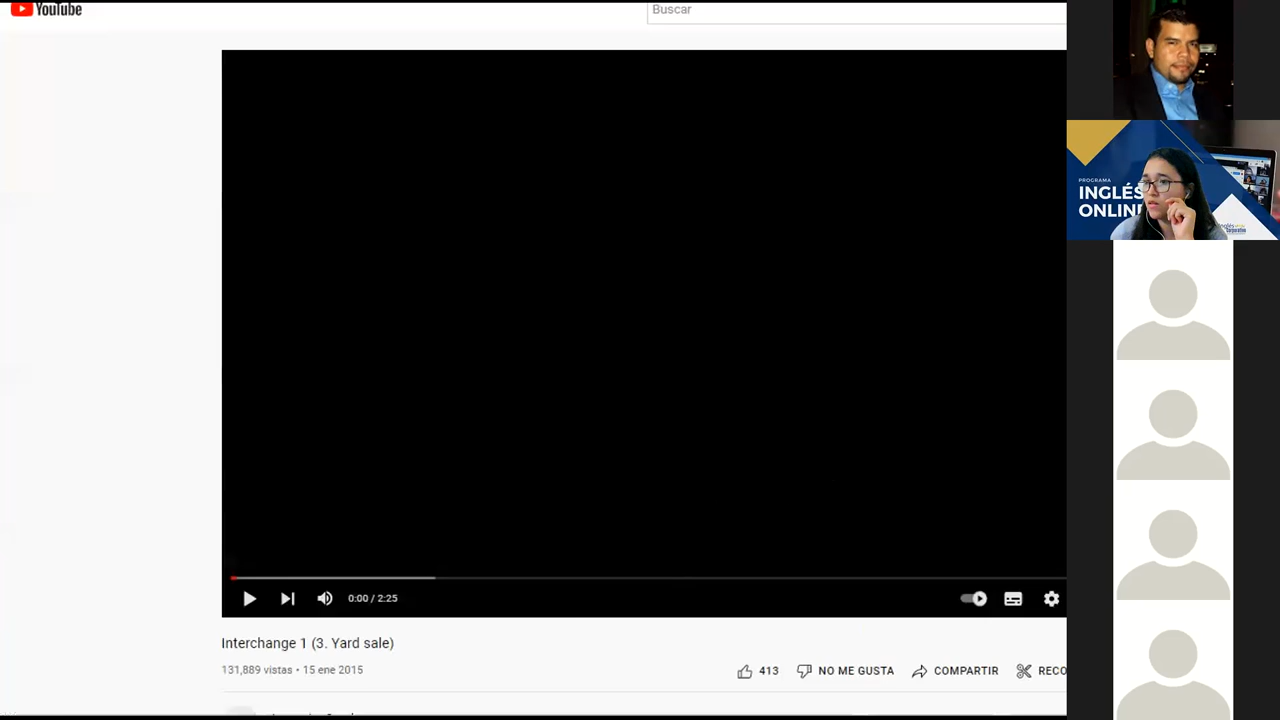 YouTube
Buscar
PROGRAMA
INGLÉS
ONLINE
0:00 / 2:25
Interchange 1 (3. Yard sale)
131,889 vistas • 15 ene 2015
413
NO ME GUSTA
COMPARTIR
RECO